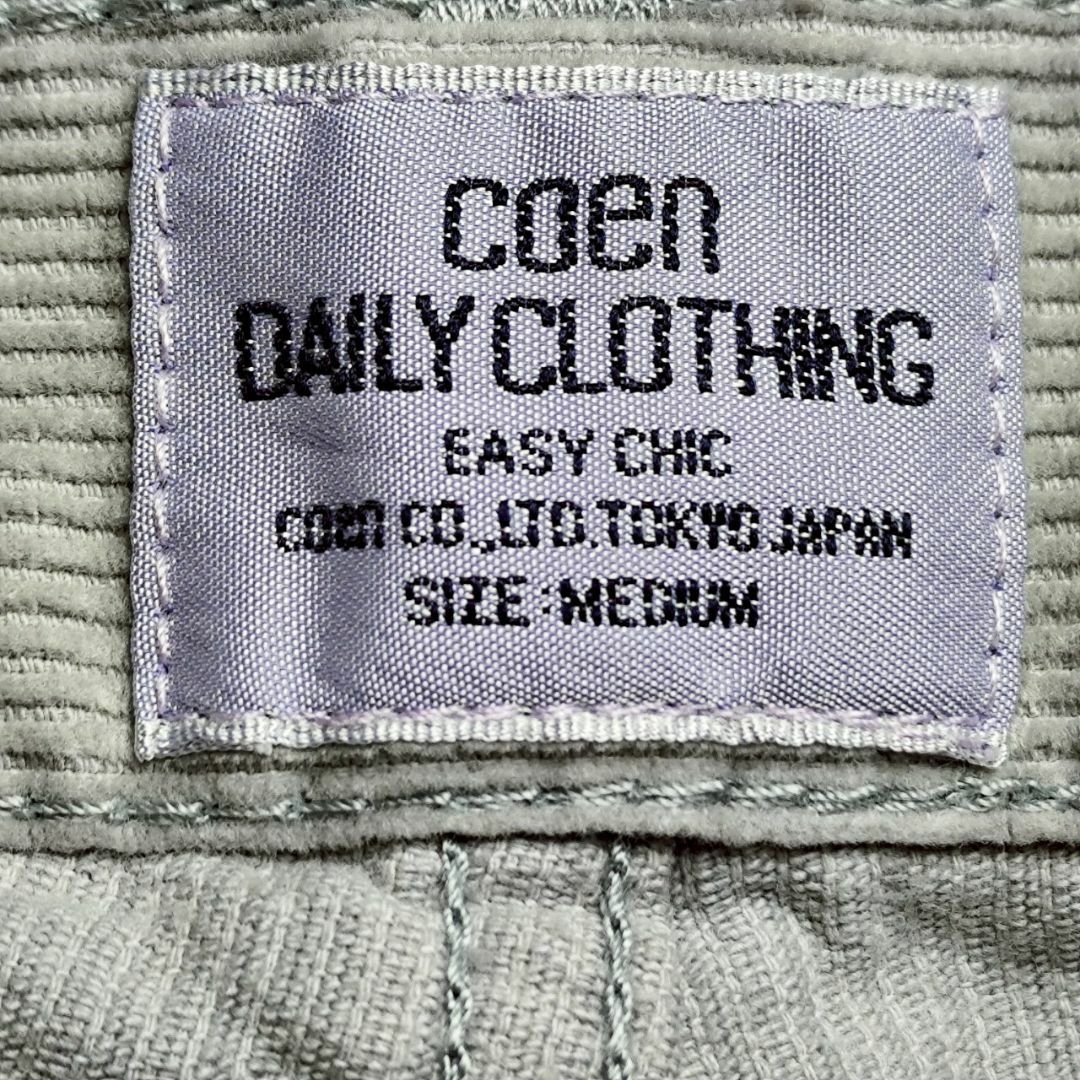 coen
DAILY CLOTHING
EASY CHIC
coen CO.,LTD.TOKYO JAPAN
SIZE:MEDIUM